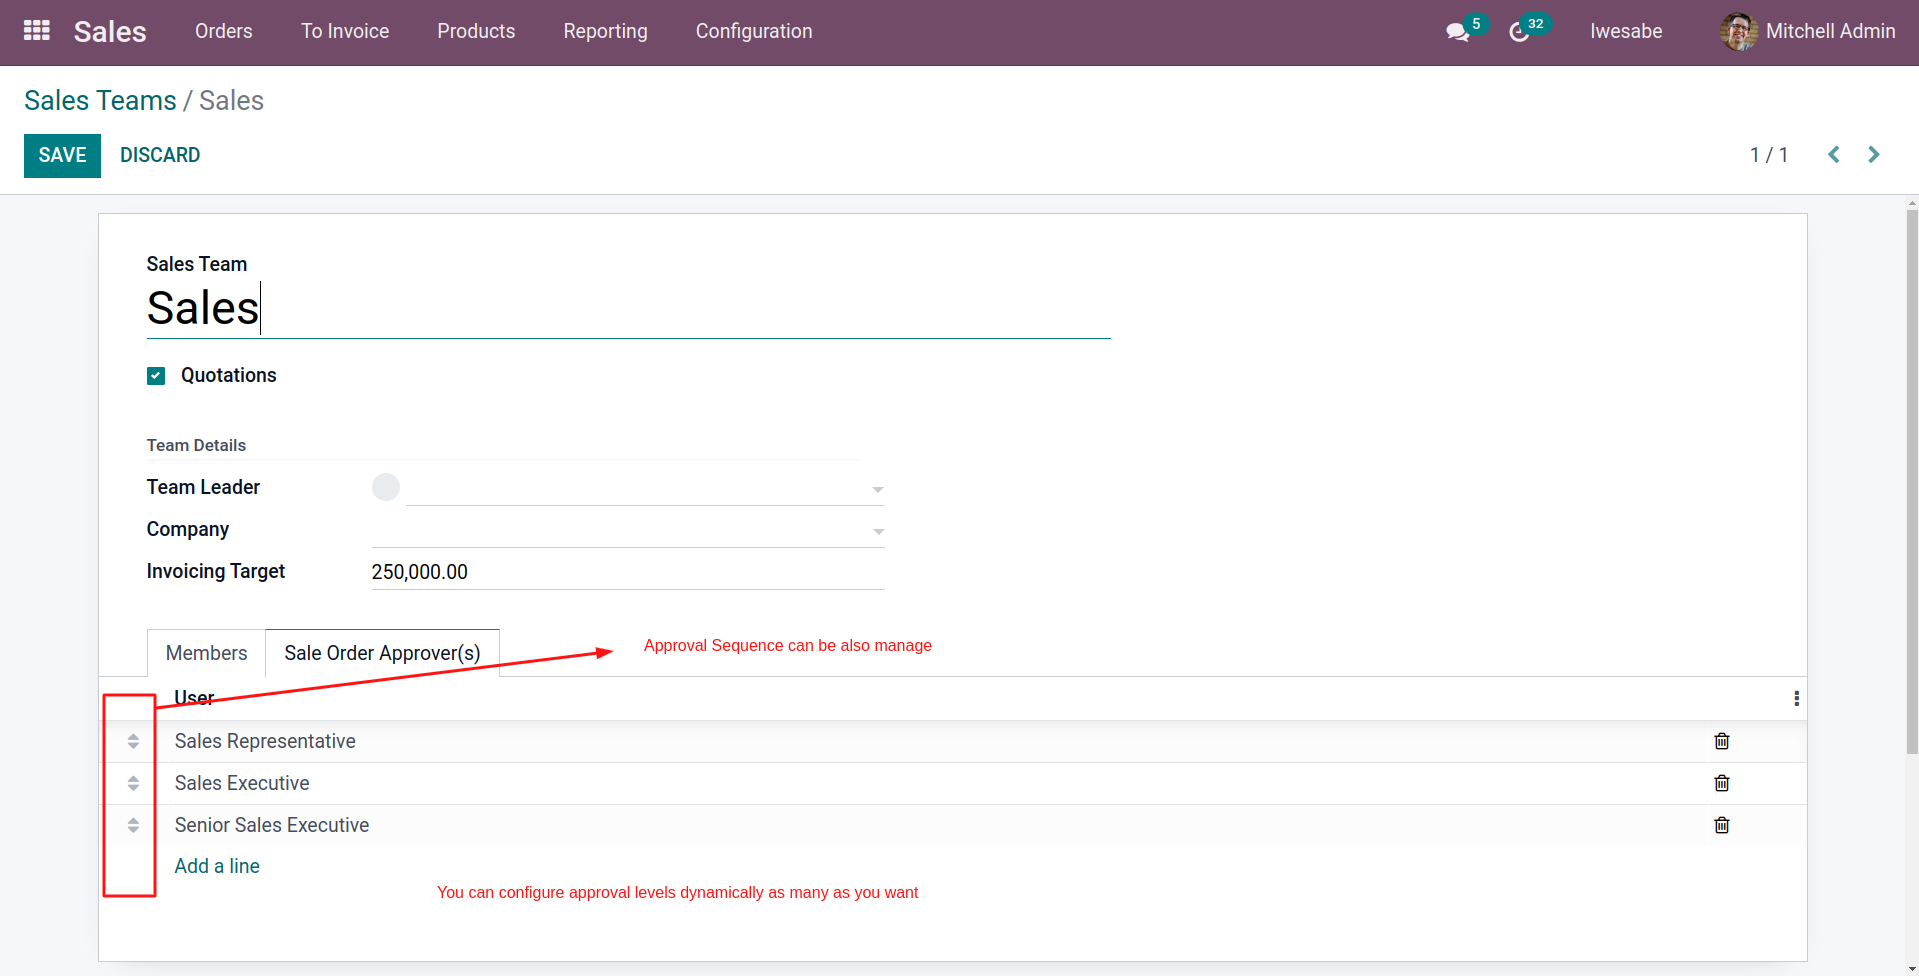 Sales Orders To Invoice Products Reporting Configuration 5 32 Iwesabe Mitchell Admin
Sales Teams / Sales
SAVE DISCARD 1 / 1
Sales Team
Sales
Quotations
Team Details
Team Leader
Company
Invoicing Target 250,000.00
Members Sale Order Approver(s) Approval Sequence can be also manage
User
Sales Representative
Sales Executive
Senior Sales Executive
Add a line
You can configure approval levels dynamically as many as you want